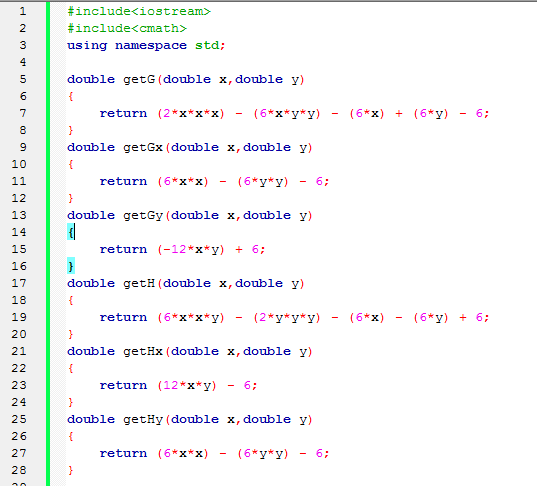 1 #include<iostream>
2 #include<cmath>
3 using namespace std;
4
5 double getG(double x,double y)
6 {
7 return (2*x*x*x) - (6*x*y*y) - (6*x) + (6*y) - 6;
8 }
9 double getGx(double x,double y)
10 {
11 return (6*x*x) - (6*y*y) - 6;
12 }
13 double getGy(double x,double y)
14 {
15 return (-12*x*y) + 6;
16 }
17 double getH(double x,double y)
18 {
19 return (6*x*x*y) - (2*y*y*y) - (6*x) - (6*y) + 6;
20 }
21 double getHx(double x,double y)
22 {
23 return (12*x*y) - 6;
24 }
25 double getHy(double x,double y)
26 {
27 return (6*x*x) - (6*y*y) - 6;
28 }